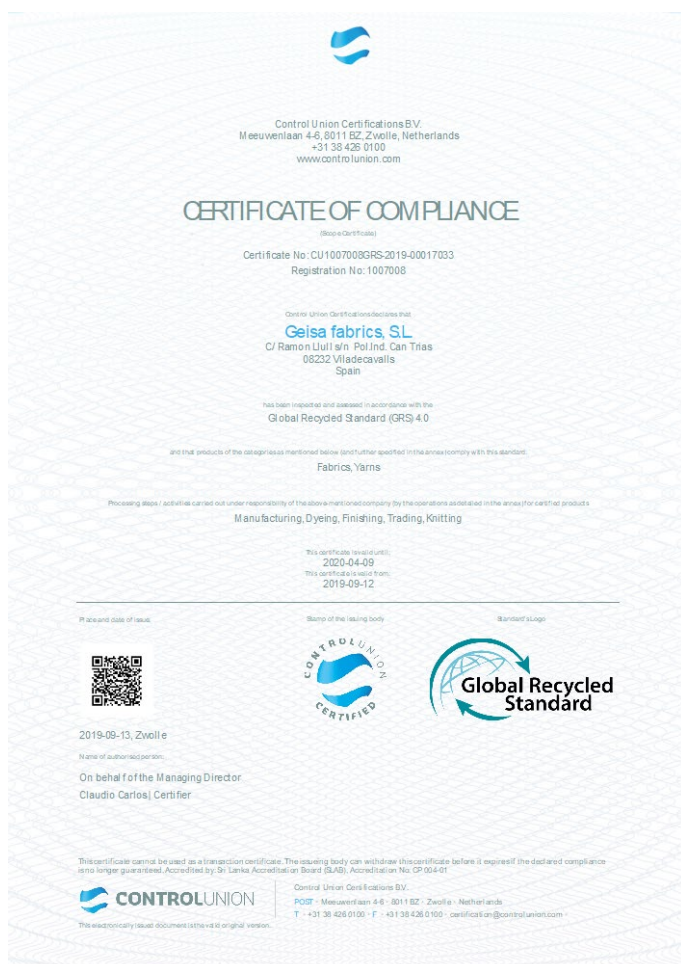 Control Union Certifications B.V.
Meeuwenlaan 4-6, 8011 BZ, Zwolle, Netherlands
+31 38 426 0100
www.controlunion.com
CERTIFICATE OF COMPLIANCE
(Scope Certificate)
Certificate No: CU1007008GRS-2019-00017033
Registration No: 1007008
Control Union Certifications declares that
Geisa fabrics, S.L.
C/ Ramon Llull s/n Pol.Ind. Can Trias
08232 Viladecavalls
Spain
has been inspected and assessed in accordance with the
Global Recycled Standard (GRS) 4.0
and that products of the categories as mentioned below (and further specified in the annex) comply with this standard:
Fabrics, Yarns
Processing steps / activities carried out under responsibility of the above mentioned company (by the operations as detailed in the annex) for certified products
Manufacturing, Dyeing, Finishing, Trading, Knitting
This certificate is valid until:
2020-04-09
This certificate is valid from:
2019-09-12
Place and date of issue:
Stamp of the issuing body
Standard's Logo
CONTROLUNION
CERTIFIED
Global Recycled
Standard
2019-09-13, Zwolle
Name of authorised person:
On behalf of the Managing Director
Claudio Carlos | Certifier
This certificate cannot be used as a transaction certificate. The issueing body can withdraw this certificate before it expires if the declared compliance
is no longer guaranteed. Accredited by: Sri Lanka Accreditation Board (SLAB), Accreditation No: CP 004-01
CONTROLUNION
Control Union Certifications B.V.
POST · Meeuwenlaan 4-6 · 8011 BZ · Zwolle · Netherlands
T · +31 38 426 0100 · F · +31 38 426 0100 · certification@controlunion.com ·
This electronically issued document is the valid original version.